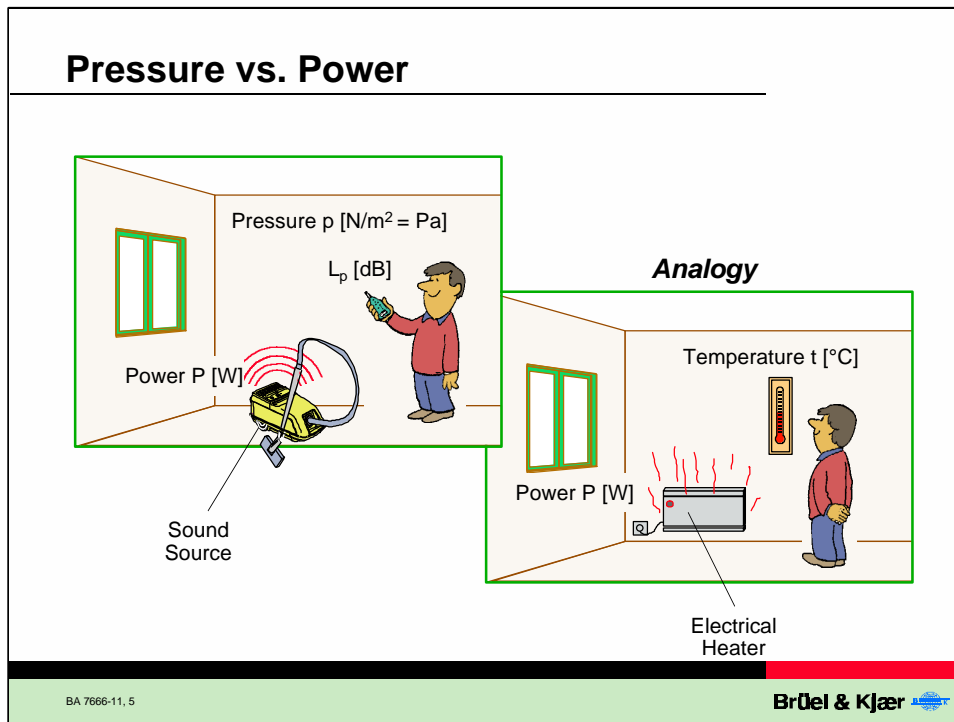 Pressure vs. Power
Pressure p [N/m² = Pa]
Lₚ [dB]
Power P [W]
Sound
Source
Analogy
Temperature t [°C]
Power P [W]
Electrical
Heater
BA 7666-11, 5
Brüel & Kjær